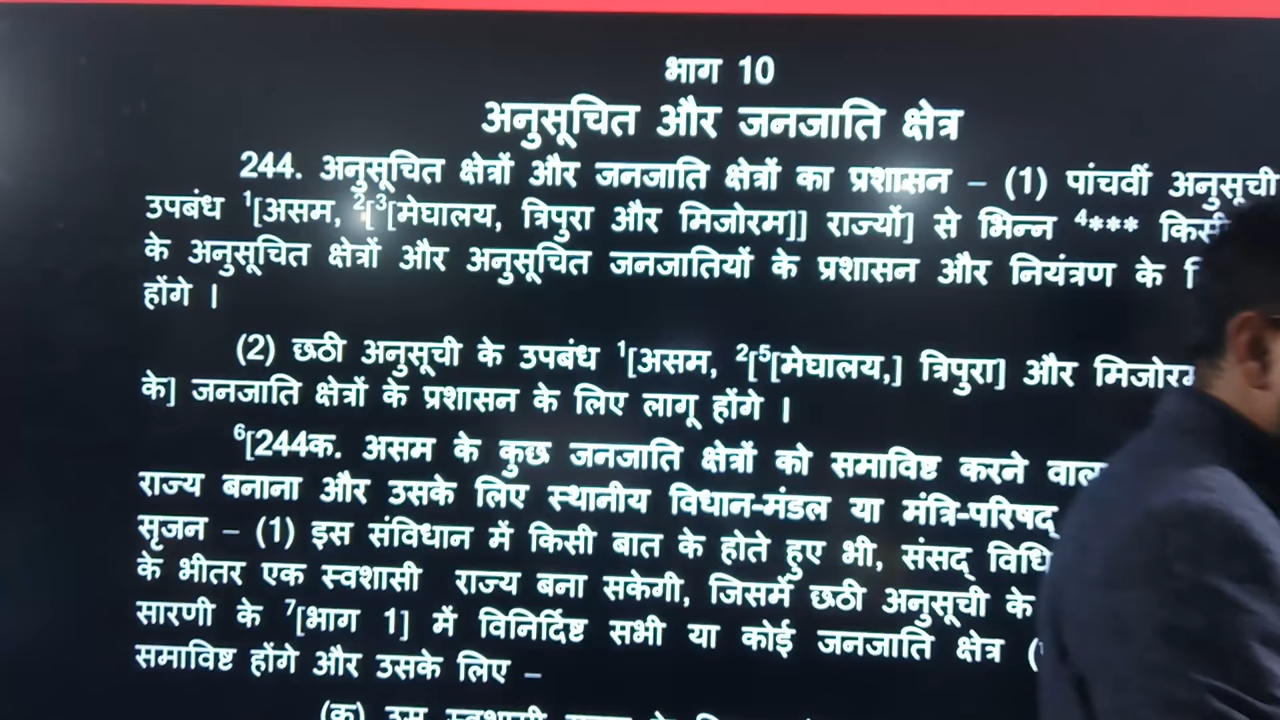 भाग 10
अनुसूचित और जनजाति क्षेत्र
244. अनुसूचित क्षेत्रों और जनजाति क्षेत्रों का प्रशासन – (1) पांचवीं अनुसूची
उपबंध ¹[असम, ²[³[मेघालय, त्रिपुरा और मिजोरम]] राज्यों] से भिन्न ⁴***
के अनुसूचित क्षेत्रों और अनुसूचित जनजातियों के प्रशासन और नियंत्रण के
होंगे ।
(2) छठी अनुसूची के उपबंध ¹[असम, ²[⁵[मेघालय,] त्रिपुरा] और
के] जनजाति क्षेत्रों के प्रशासन के लिए लागू होंगे ।
⁶[244क. असम के कुछ जनजाति क्षेत्रों को समाविष्ट करने
राज्य बनाना और उसके लिए स्थानीय विधान-मंडल या मंत्रि-परिषद्
सृजन – (1) इस संविधान में किसी बात के होते हुए भी, संसद् विधि
के भीतर एक स्वशासी राज्य बना सकेगी, जिसमें छठी अनुसूची के
सारणी के ⁷[भाग 1] में विनिर्दिष्ट सभी या कोई जनजाति क्षेत्र (
समाविष्ट होंगे और उसके लिए –
(क) उस